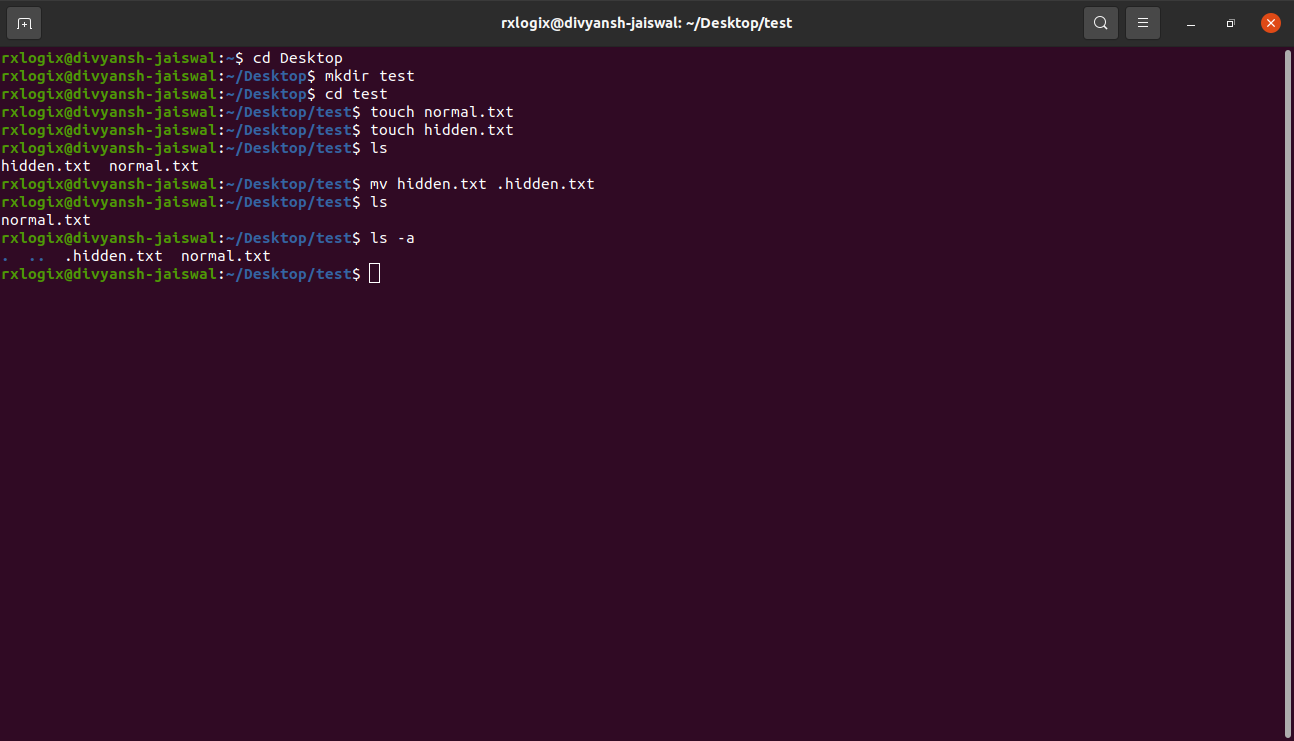 rxlogix@divyansh-jaiswal: ~/Desktop/test
rxlogix@divyansh-jaiswal:~$ cd Desktop
rxlogix@divyansh-jaiswal:~/Desktop$ mkdir test
rxlogix@divyansh-jaiswal:~/Desktop$ cd test
rxlogix@divyansh-jaiswal:~/Desktop/test$ touch normal.txt
rxlogix@divyansh-jaiswal:~/Desktop/test$ touch hidden.txt
rxlogix@divyansh-jaiswal:~/Desktop/test$ ls
hidden.txt  normal.txt
rxlogix@divyansh-jaiswal:~/Desktop/test$ mv hidden.txt .hidden.txt
rxlogix@divyansh-jaiswal:~/Desktop/test$ ls
normal.txt
rxlogix@divyansh-jaiswal:~/Desktop/test$ ls -a
.  ..  .hidden.txt  normal.txt
rxlogix@divyansh-jaiswal:~/Desktop/test$